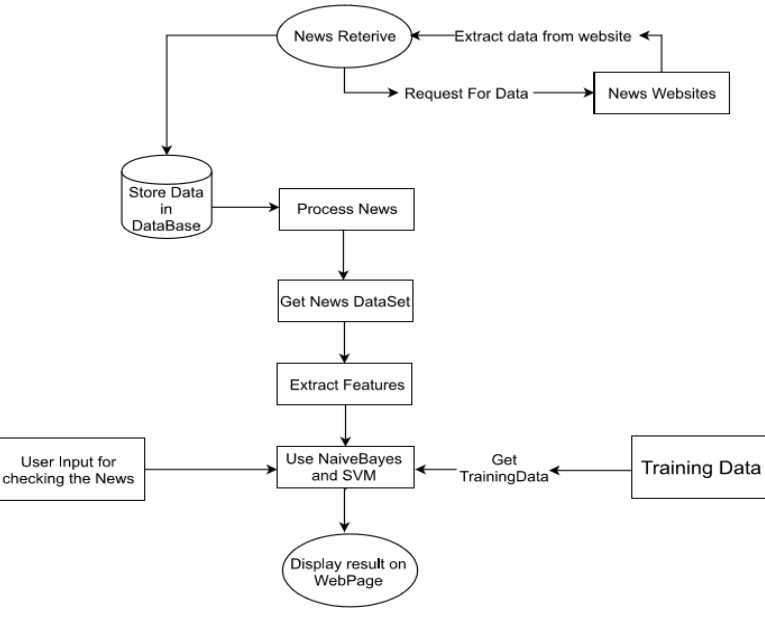 News Reterive
Extract data from website
Request For Data
News Websites
Store Data
in
DataBase
Process News
Get News DataSet
Extract Features
User Input for
checking the News
Use NaiveBayes
and SVM
Get
TrainingData
Training Data
Display result on
WebPage